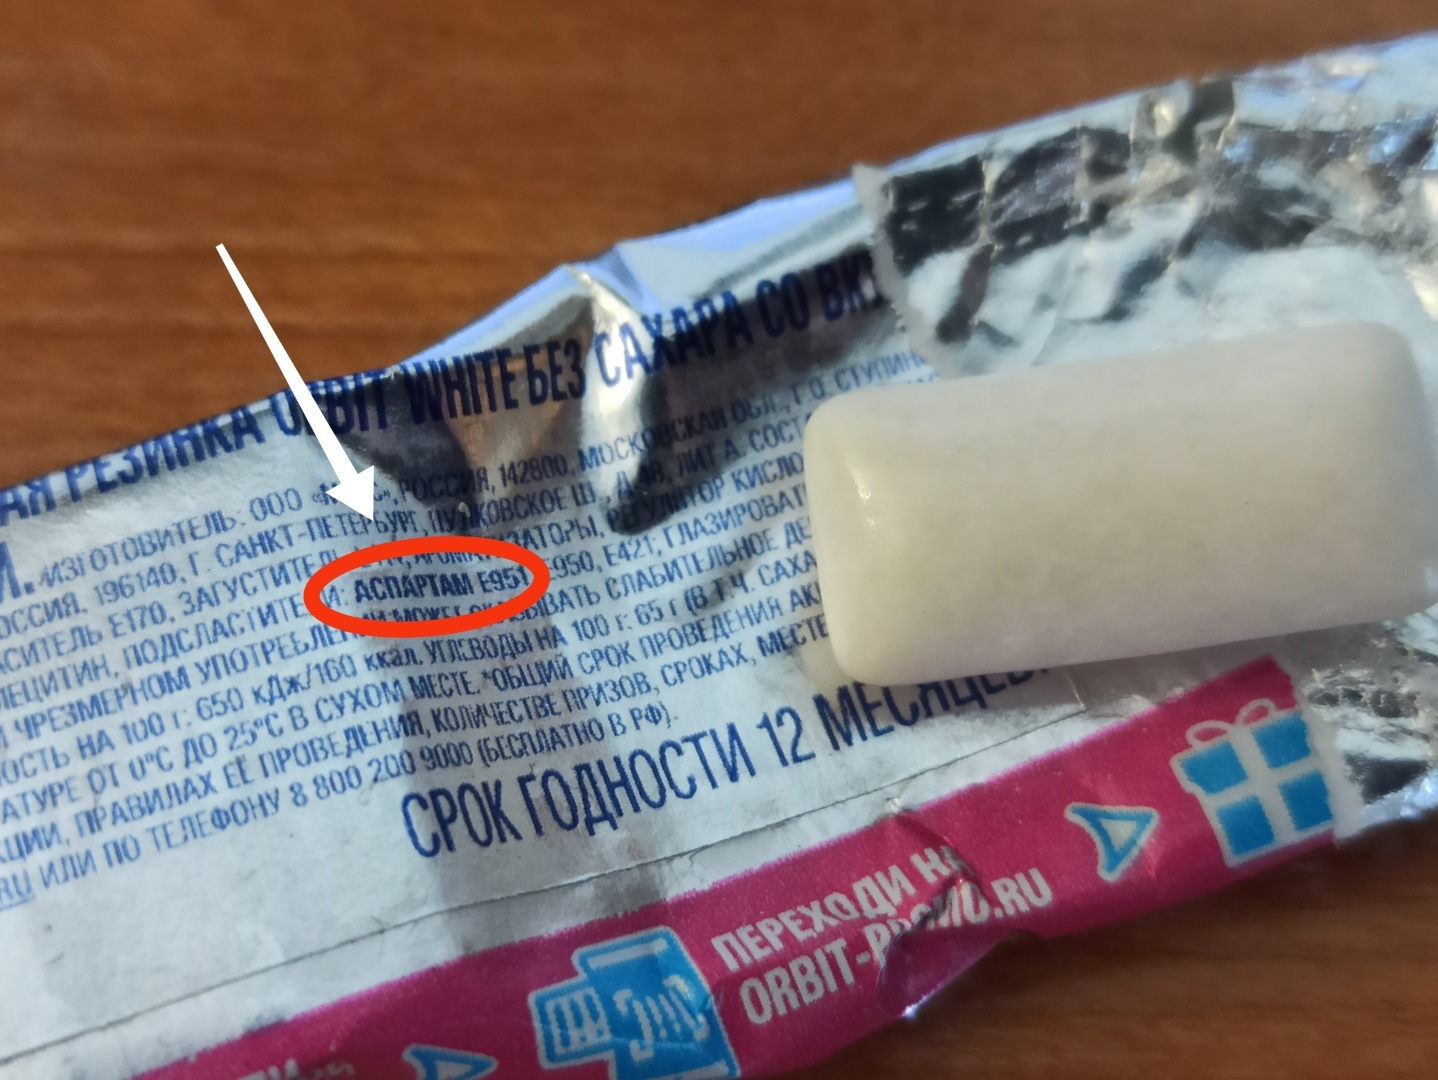 АЯ РЕЗИНКА ORBIT WHITE БЕЗ САХАРА СО ВК
И. ИЗГОТОВИТЕЛЬ: ООО РОССИЯ, 142800, МОСКОВСКАЯ ОБЛ., Г.О. СТУПИН
ОССИЯ, 196140, Г. САНКТ-ПЕТЕРБУРГ, ПУЛКОВСКОЕ Ш., Д. 48, ЛИТ А. СОСТ
АСИТЕЛЬ Е170, ЗАГУСТИТЕЛЬ АРОМАТИЗАТОРЫ, РЕГУЛЯТОР КИСЛО
ЛЕЦИТИН, ПОДСЛАСТИТЕЛИ: АСПАРТАМ Е951 Е950, Е421, ГЛАЗИРОВАТ
И ЧРЕЗМЕРНОМ УПОТРЕБЛЕНИИ МОЖЕТ ОКАЗЫВАТЬ СЛАБИТЕЛЬНОЕ ДЕ
НОСТЬ НА 100 г: 650 кДж/160 ккал, УГЛЕВОДЫ НА 100 г: 65 г (В Т.Ч. САХА
АТУРЕ ОТ 0°С ДО 25°С В СУХОМ МЕСТЕ. *ОБЩИЙ СРОК ПРОВЕДЕНИЯ АК
КЦИИ, ПРАВИЛАХ ЕЁ ПРОВЕДЕНИЯ, КОЛИЧЕСТВЕ ПРИЗОВ, СРОКАХ, МЕСТЕ
RU ИЛИ ПО ТЕЛЕФОНУ 8 800 200 9000 (БЕСПЛАТНО В РФ).
СРОК ГОДНОСТИ 12 МЕСЯЦЕВ.
ПЕРЕХОДИ НА
ORBIT-PROMO.RU